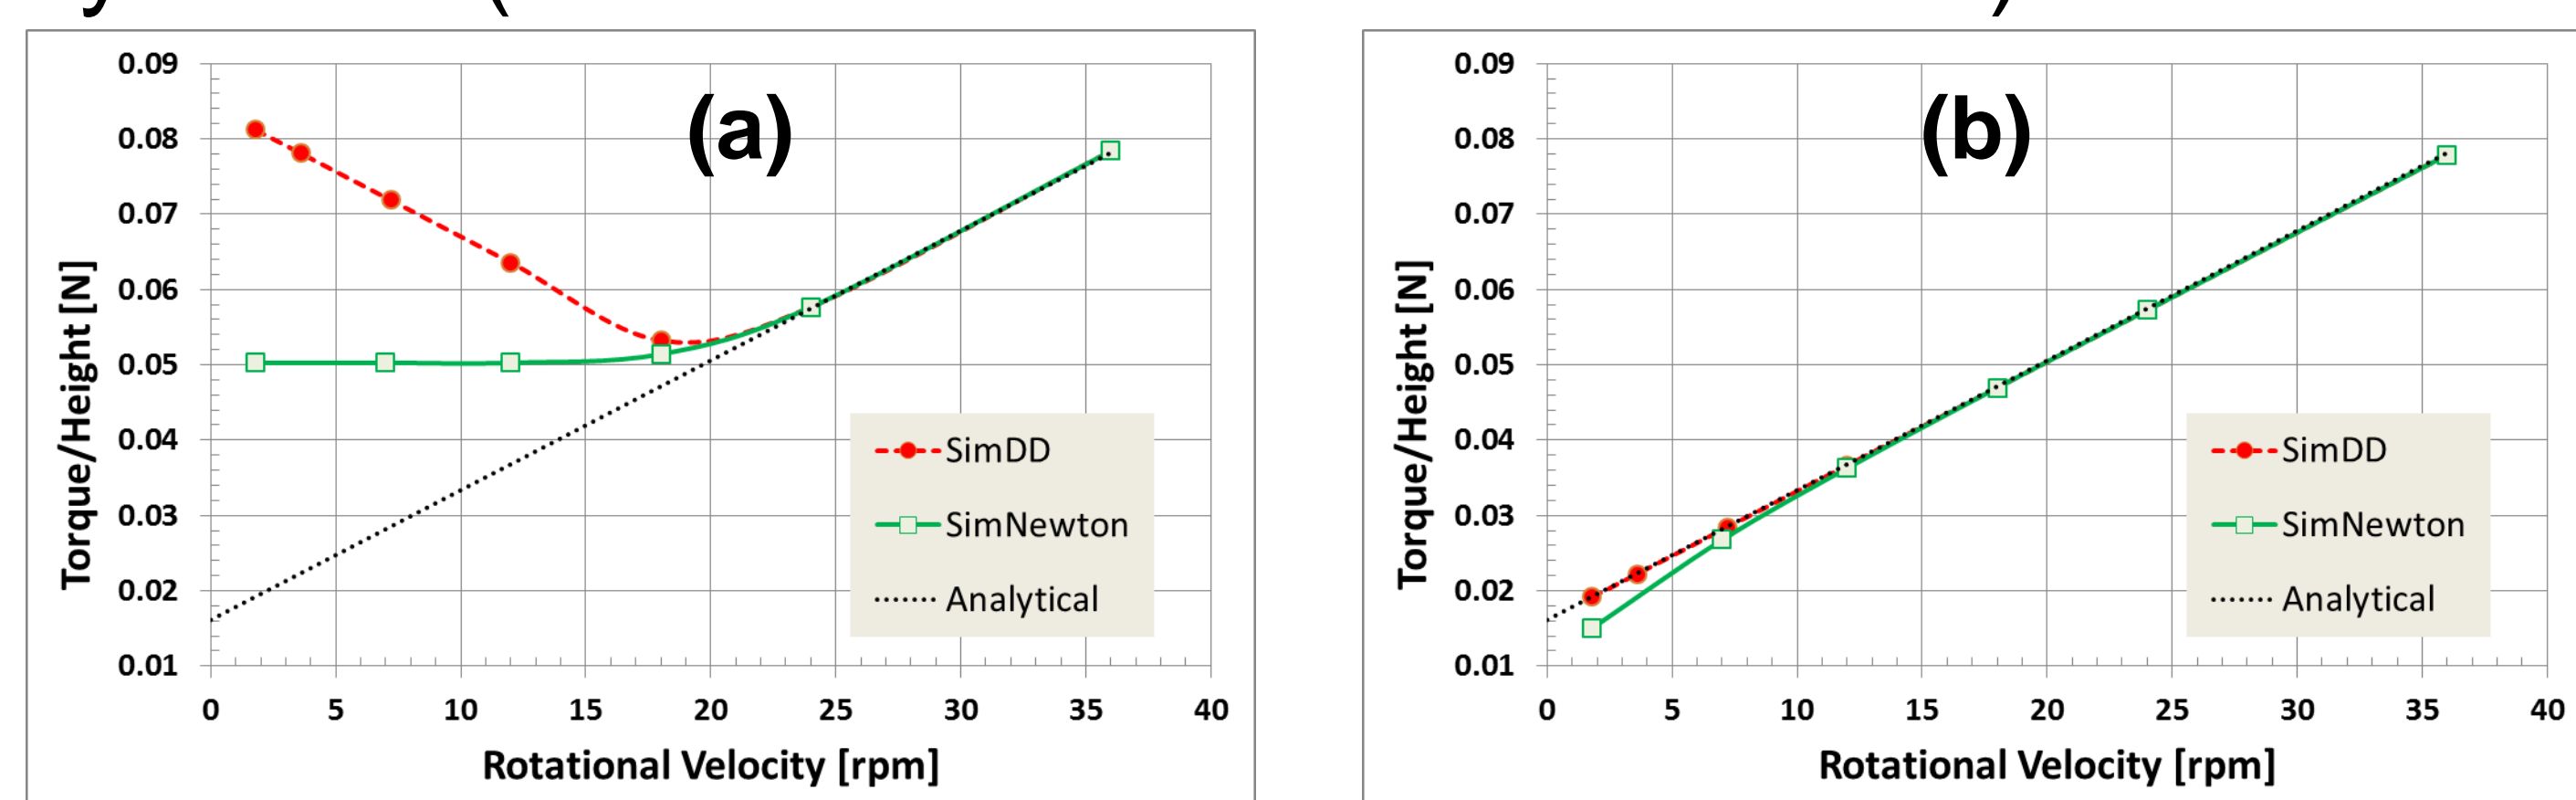 (a)
0.09
0.08
0.07
0.06
0.05
0.04
0.03
0.02
0.01
Torque/Height [N]
SimDD
SimNewton
Analytical
0 5 10 15 20 25 30 35 40
Rotational Velocity [rpm]
(b)
0.09
0.08
0.07
0.06
0.05
0.04
0.03
0.02
0.01
Torque/Height [N]
SimDD
SimNewton
Analytical
0 5 10 15 20 25 30 35 40
Rotational Velocity [rpm]